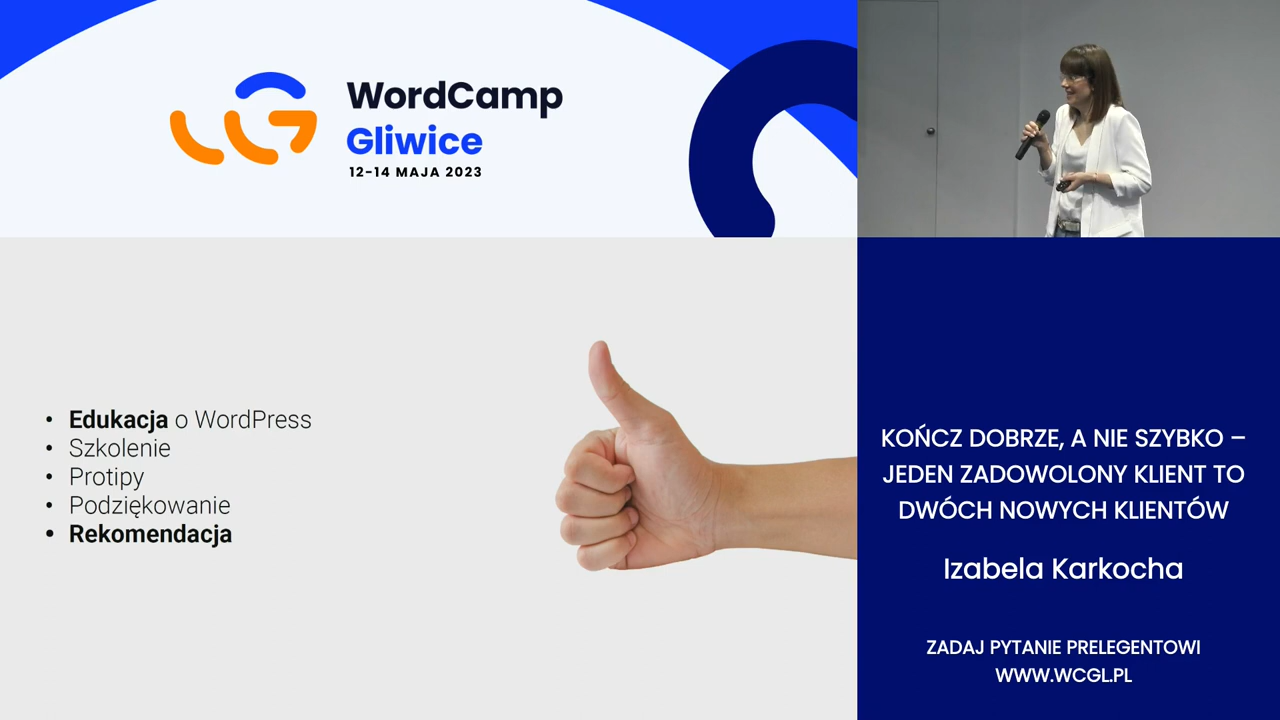 WordCamp
Gliwice
12-14 MAJA 2023
• Edukacja o WordPress
• Szkolenie
• Protipy
• Podziękowanie
• Rekomendacja
KOŃCZ DOBRZE, A NIE SZYBKO –
JEDEN ZADOWOLONY KLIENT TO
DWÓCH NOWYCH KLIENTÓW
Izabela Karkocha
ZADAJ PYTANIE PRELEGENTOWI
WWW.WCGL.PL